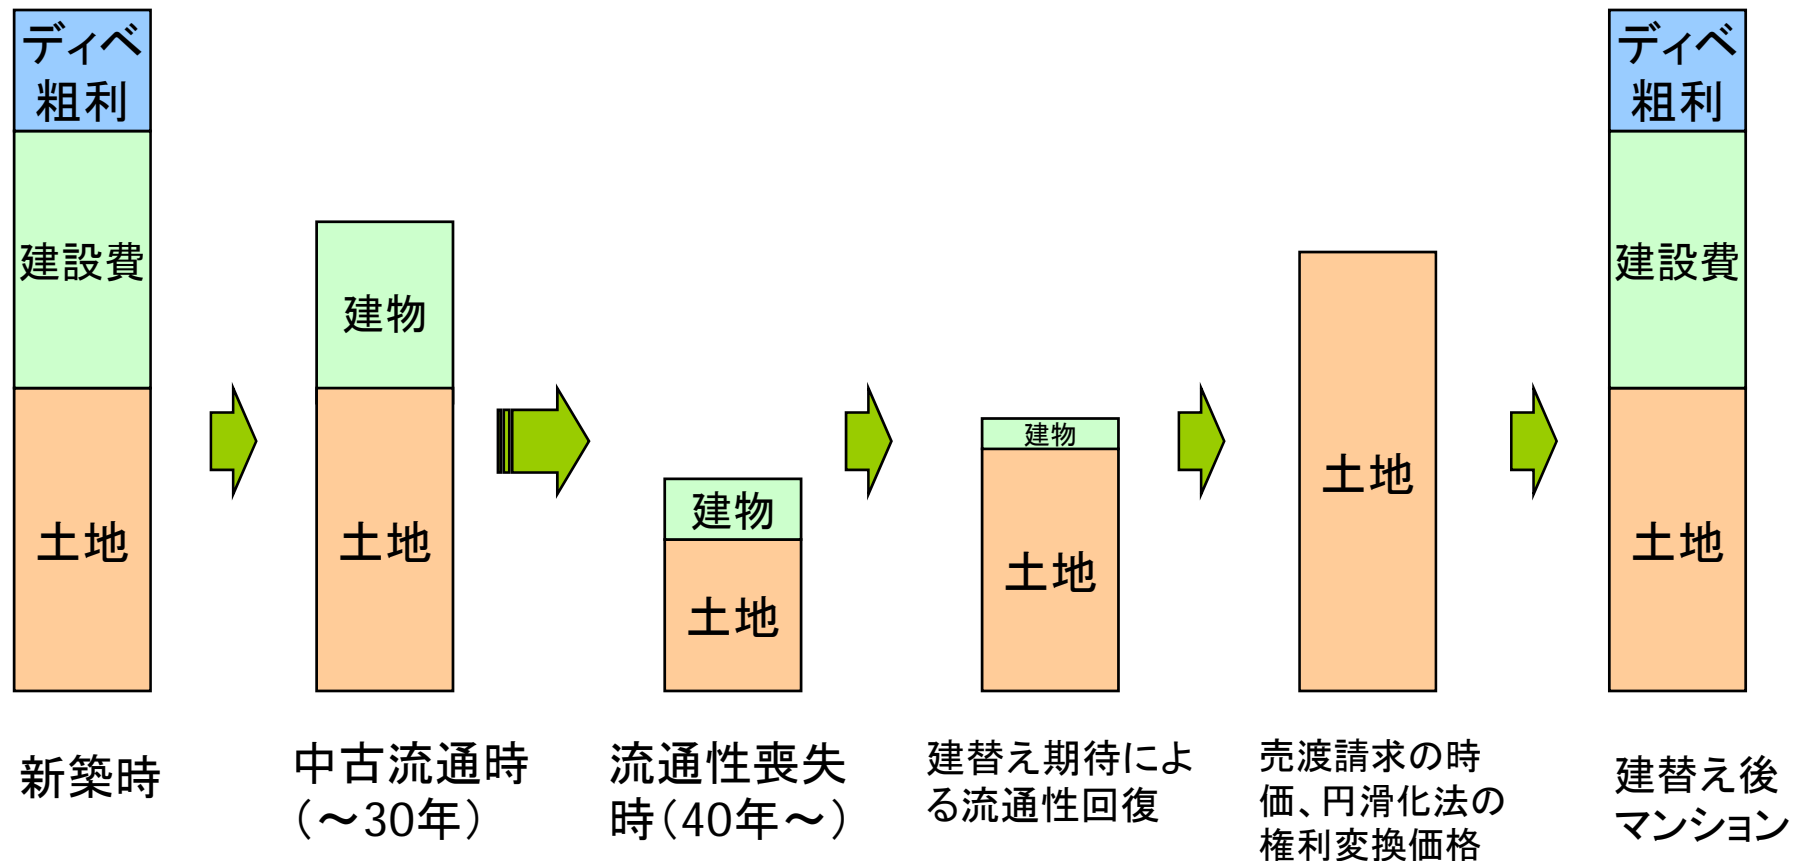 ディベ
粗利
建設費
土地
新築時
建物
土地
中古流通時
（～30年）
建物
土地
流通性喪失
時（40年～）
建物
土地
建替え期待によ
る流通性回復
土地
売渡請求の時
価、円滑化法の
権利変換価格
ディベ
粗利
建設費
土地
建替え後
マンション